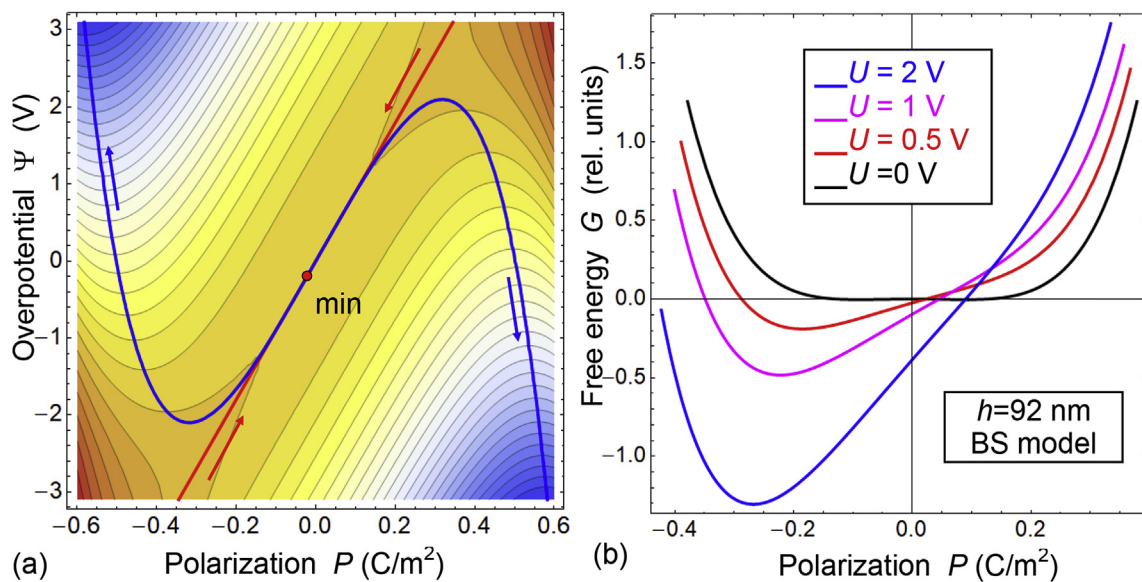 3
2
1
0
−1
−2
−3
Overpotential Ψ (V)
min
−0.6 −0.4 −0.2 0.0 0.2 0.4 0.6
(a) Polarization P (C/m²)
1.5
1.0
0.5
0.0
−0.5
−1.0
Free energy G (rel. units)
U = 2 V
U = 1 V
U = 0.5 V
U =0 V
h=92 nm
BS model
−0.4 −0.2 0.0 0.2
(b) Polarization P (C/m²)